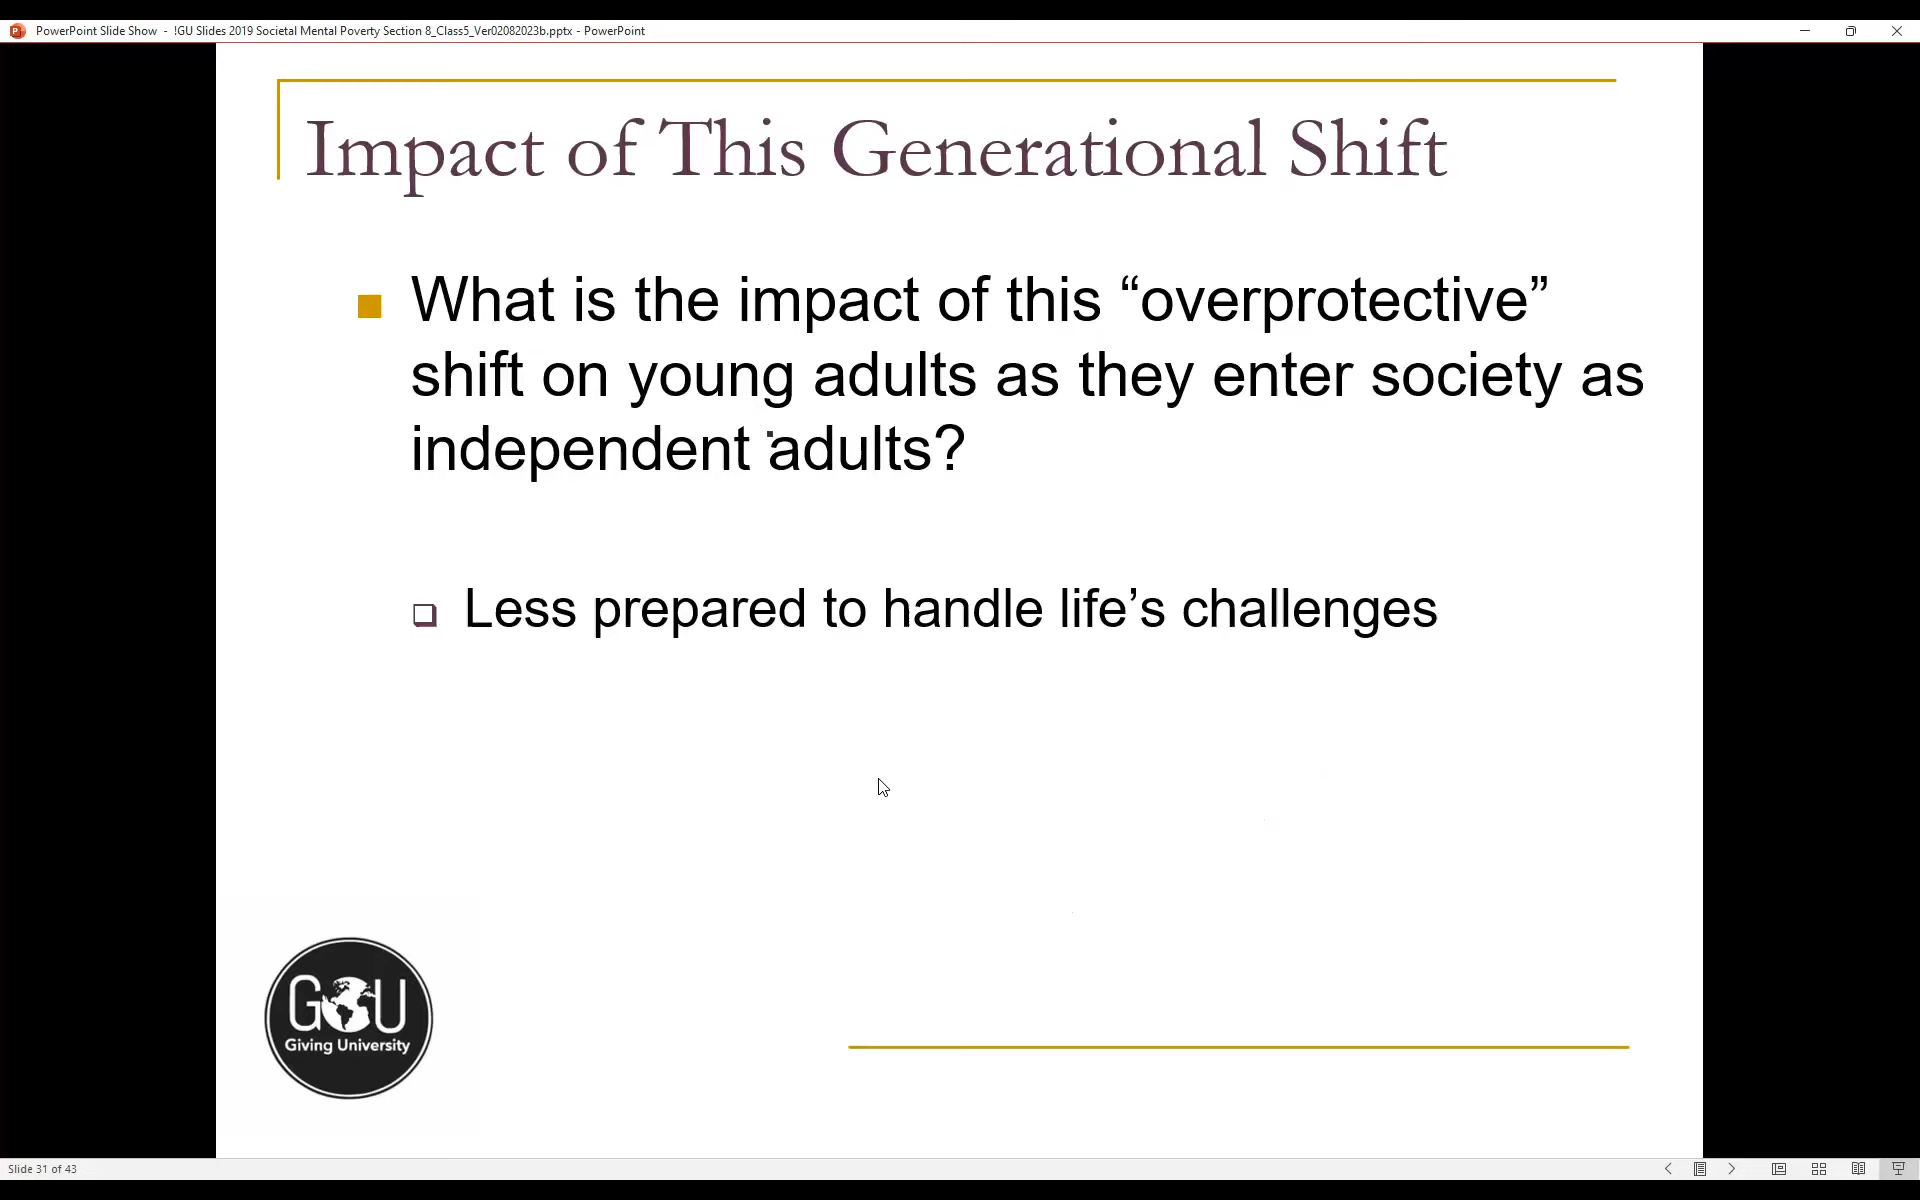 PowerPoint Slide Show - !GU Slides 2019 Societal Mental Poverty Section 8_Class5_Ver02082023b.pptx - PowerPoint
Impact of This Generational Shift
What is the impact of this “overprotective”
shift on young adults as they enter society as
independent adults?
Less prepared to handle life’s challenges
GU
Giving University
Slide 31 of 43